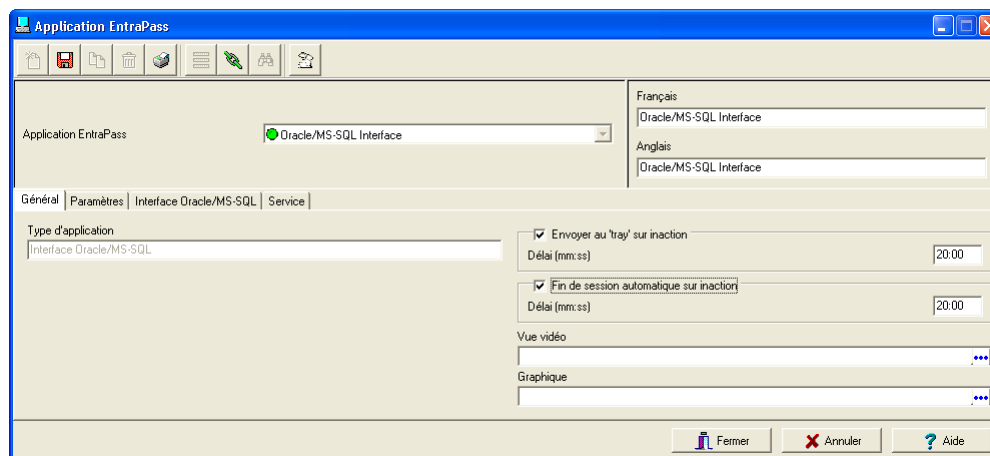 Application EntraPass
Français
Oracle/MS-SQL Interface
Application EntraPass
Oracle/MS-SQL Interface
Anglais
Oracle/MS-SQL Interface
Général
Paramètres
Interface Oracle/MS-SQL
Service
Type d'application
Interface Oracle/MS-SQL
Envoyer au 'tray' sur inaction
Délai (mm:ss)
20:00
Fin de session automatique sur inaction
Délai (mm:ss)
20:00
Vue vidéo
Graphique
Fermer
Annuler
Aide